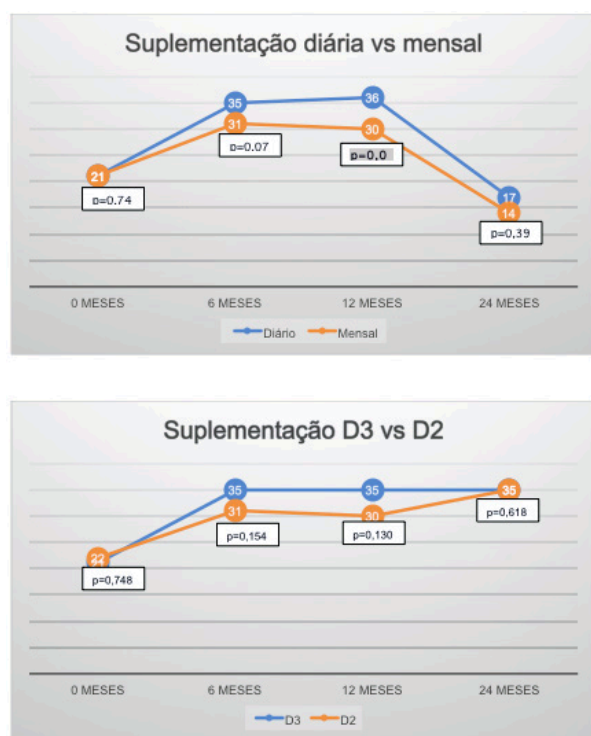 Suplementação diária vs mensal
35
36
31
30
21
p=0.07
p=0.0
p=0.74
17
14
p=0,39
0 MESES 6 MESES 12 MESES 24 MESES
Diário Mensal
Suplementação D3 vs D2
35 35 35
31
30
22
p=0,154 p=0,130 p=0,618
p=0,748
0 MESES 6 MESES 12 MESES 24 MESES
D3 D2